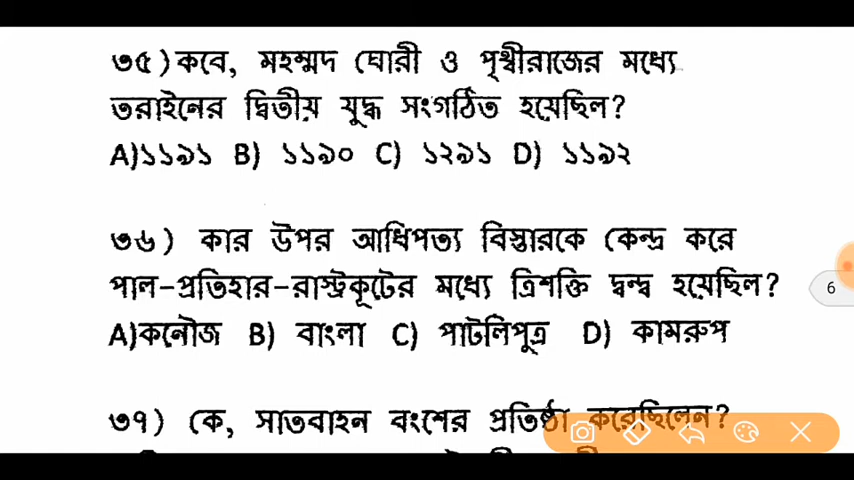 ৩৫)কবে, মহম্মদ ঘোরী ও পৃথ্বীরাজের মধ্যে
তরাইনের দ্বিতীয় যুদ্ধ সংগঠিত হয়েছিল?
A)১১৯১ B) ১১৯০ C) ১২৯১ D) ১১৯২
৩৬) কার উপর আধিপত্য বিস্তারকে কেন্দ্র করে
পাল-প্রতিহার-রাস্ট্রকূটের মধ্যে ত্রিশক্তি দ্বন্দ্ব হয়েছিল?
A)কনৌজ B) বাংলা C) পাটলিপুত্র D) কামরুপ
6
৩৭) কে, সাতবাহন বংশের প্রতিষ্ঠা করেছিলেন?